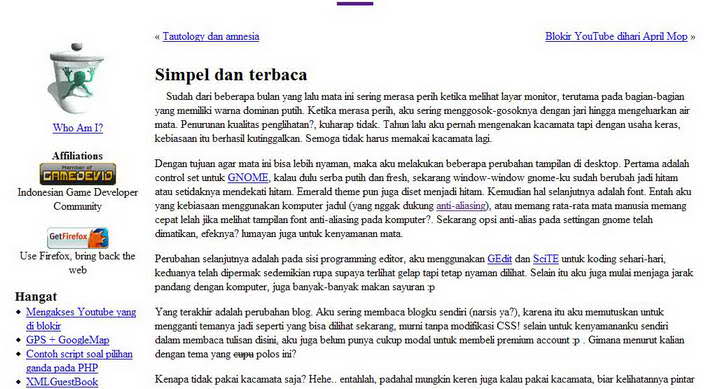 « Tautology dan amnesia
Blokir YouTube dihari April Mop »
Who Am I?
Affiliations
Member of
GAMEDEVID
Indonesian Game Developer
Community
GetFirefox
Use Firefox, bring back the
web
Hangat
Mengakses Youtube yang
di blokir
GPS + GoogleMap
Contoh script soal pilihan
ganda pada PHP
XMLGuestBook
Simpel dan terbaca
Sudah dari beberapa bulan yang lalu mata ini sering merasa perih ketika melihat layar monitor, terutama pada bagian-bagian
yang memiliki warna dominan putih. Ketika merasa perih, aku sering menggosok-gosoknya dengan jari hingga mengeluarkan air
mata. Penurunan kualitas penglihatan?, kuharap tidak. Tahun lalu aku pernah mengenakan kacamata tapi dengan usaha keras,
kebiasaan itu berhasil kutinggalkan. Semoga tidak harus memakai kacamata lagi.
Dengan tujuan agar mata ini bisa lebih nyaman, maka aku melakukan beberapa perubahan tampilan di desktop. Pertama adalah
control set untuk GNOME, kalau dulu serba putih dan fresh, sekarang window-window gnome-ku sudah berubah jadi hitam
atau setidaknya mendekati hitam. Emerald theme pun juga diset menjadi hitam. Kemudian hal selanjutnya adalah font. Entah aku
yang kebiasaan menggunakan komputer jadul (yang nggak dukung anti-aliasing), atau memang rata-rata mata manusia memang
cepat lelah jika melihat tampilan font anti-aliasing pada komputer?. Sekarang opsi anti-alias pada settingan gnome telah
dimatikan, efeknya? lumayan juga untuk kenyamanan mata.
Perubahan selanjutnya adalah pada sisi programming editor, aku menggunakan GEdit dan SciTE untuk koding sehari-hari,
keduanya telah dipermak sedemikian rupa supaya terlihat gelap tapi tetap nyaman dilihat. Selain itu aku juga mulai menjaga jarak
pandang dengan komputer, juga banyak-banyak makan sayuran :p
Yang terakhir adalah perubahan blog. Aku sering membaca blogku sendiri (narsis ya?), karena itu aku memutuskan untuk
mengganti temanya jadi seperti yang bisa dilihat sekarang, murni tanpa modifikasi CSS! selain untuk kenyamananku sendiri
dalam membaca tulisan disini, aku juga belum punya cukup modal untuk membeli premium account :p . Gimana menurut kalian
dengan tema yang cupu polos ini?
Kenapa tidak pakai kacamata saja? Hehe.. entahlah, padahal mungkin keren juga kalau pakai kacamata, biar kelihatannya pintar